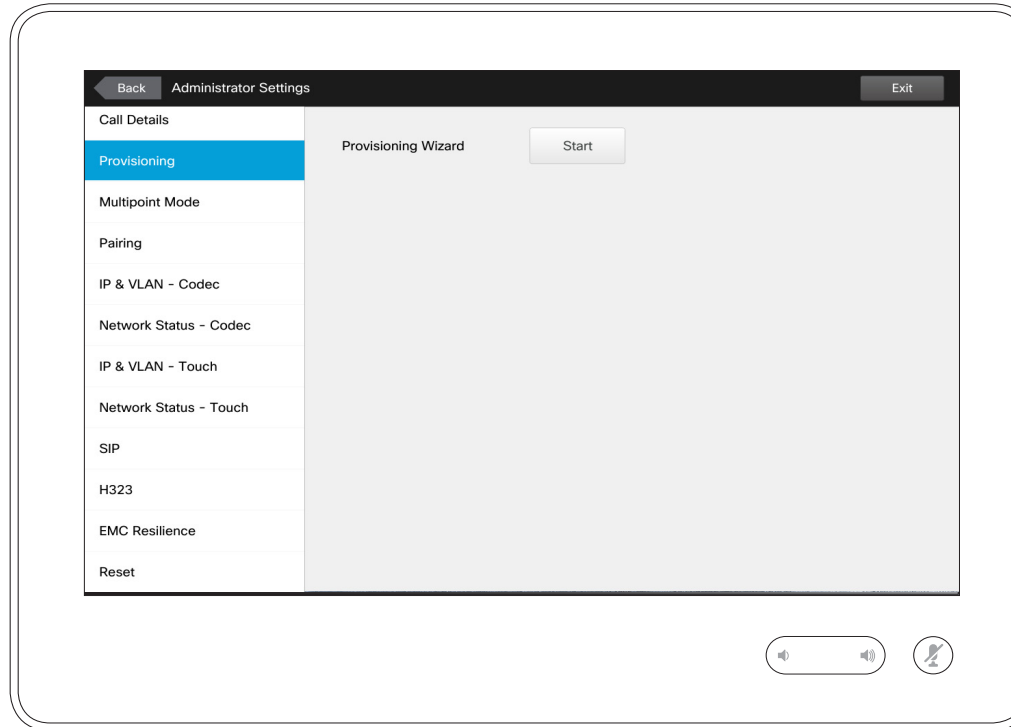 Back Administrator Settings Exit
Call Details
Provisioning Wizard Start
Provisioning
Multipoint Mode
Pairing
IP & VLAN - Codec
Network Status - Codec
IP & VLAN - Touch
Network Status - Touch
SIP
H323
EMC Resilience
Reset